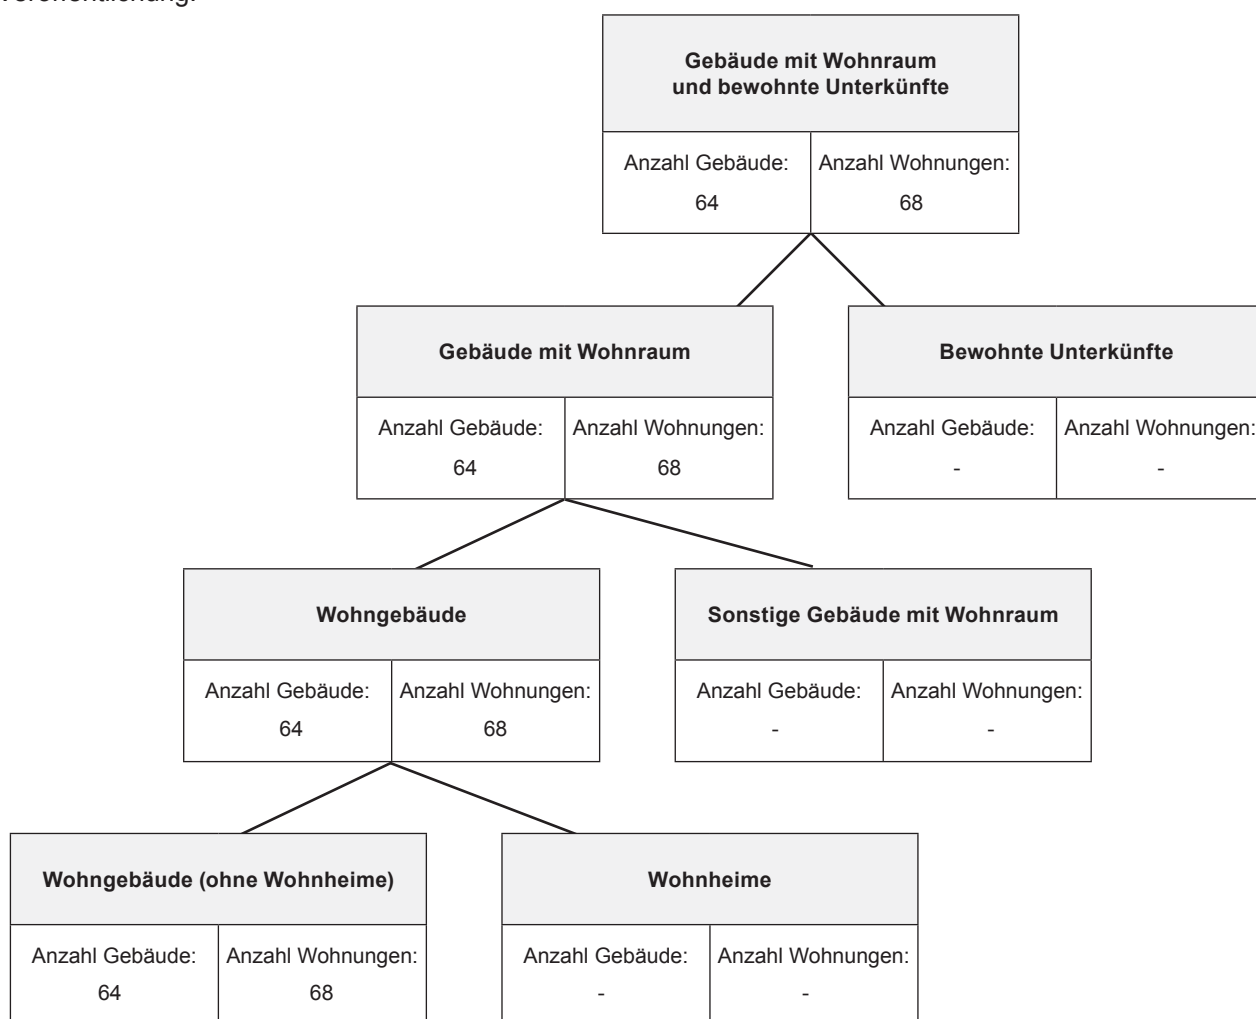 Gebäude mit Wohnraum
und bewohnte Unterkünfte
Anzahl Gebäude: Anzahl Wohnungen:
64 68
Gebäude mit Wohnraum Bewohnte Unterkünfte
Anzahl Gebäude: Anzahl Wohnungen: Anzahl Gebäude: Anzahl Wohnungen:
64 68 - -
Wohngebäude Sonstige Gebäude mit Wohnraum
Anzahl Gebäude: Anzahl Wohnungen: Anzahl Gebäude: Anzahl Wohnungen:
64 68 - -
Wohngebäude (ohne Wohnheime) Wohnheime
Anzahl Gebäude: Anzahl Wohnungen: Anzahl Gebäude: Anzahl Wohnungen:
64 68 - -